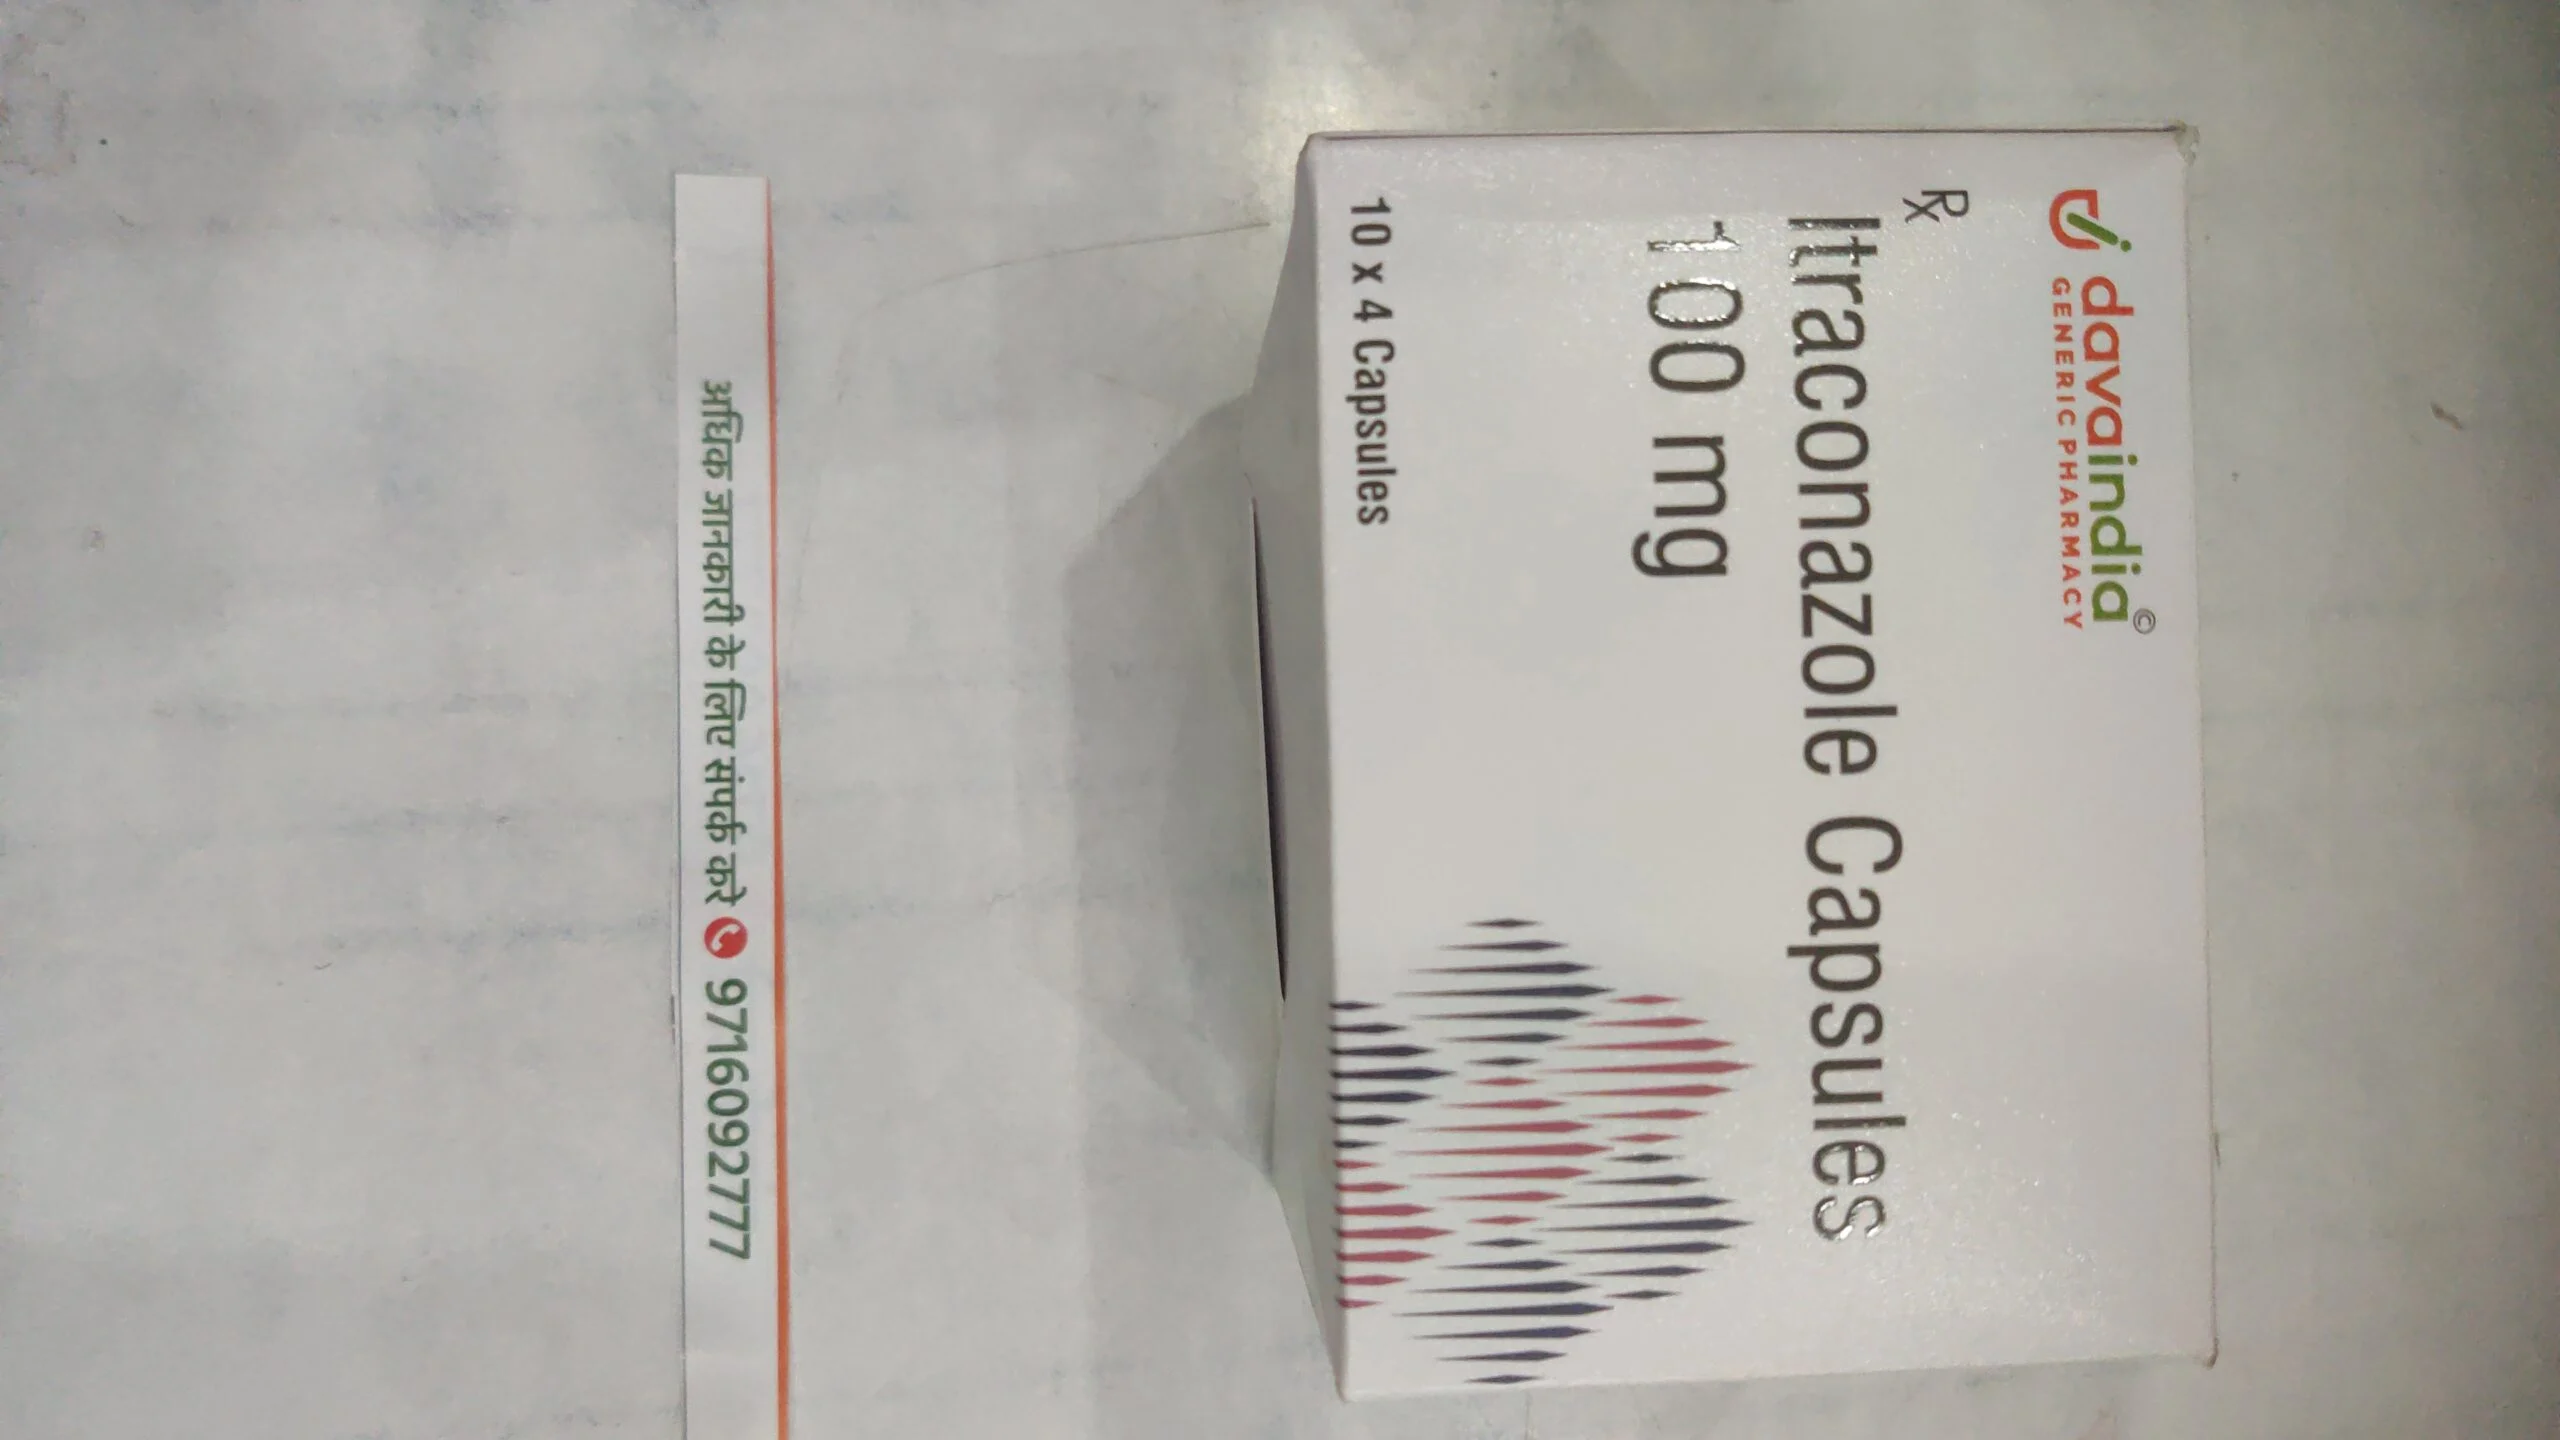 davaindia©
GENERIC PHARMACY
Rx
Itraconazole Capsules
100 mg
10 x 4 Capsules
अधिक जानकारी के लिए संपर्क करे 9716092777